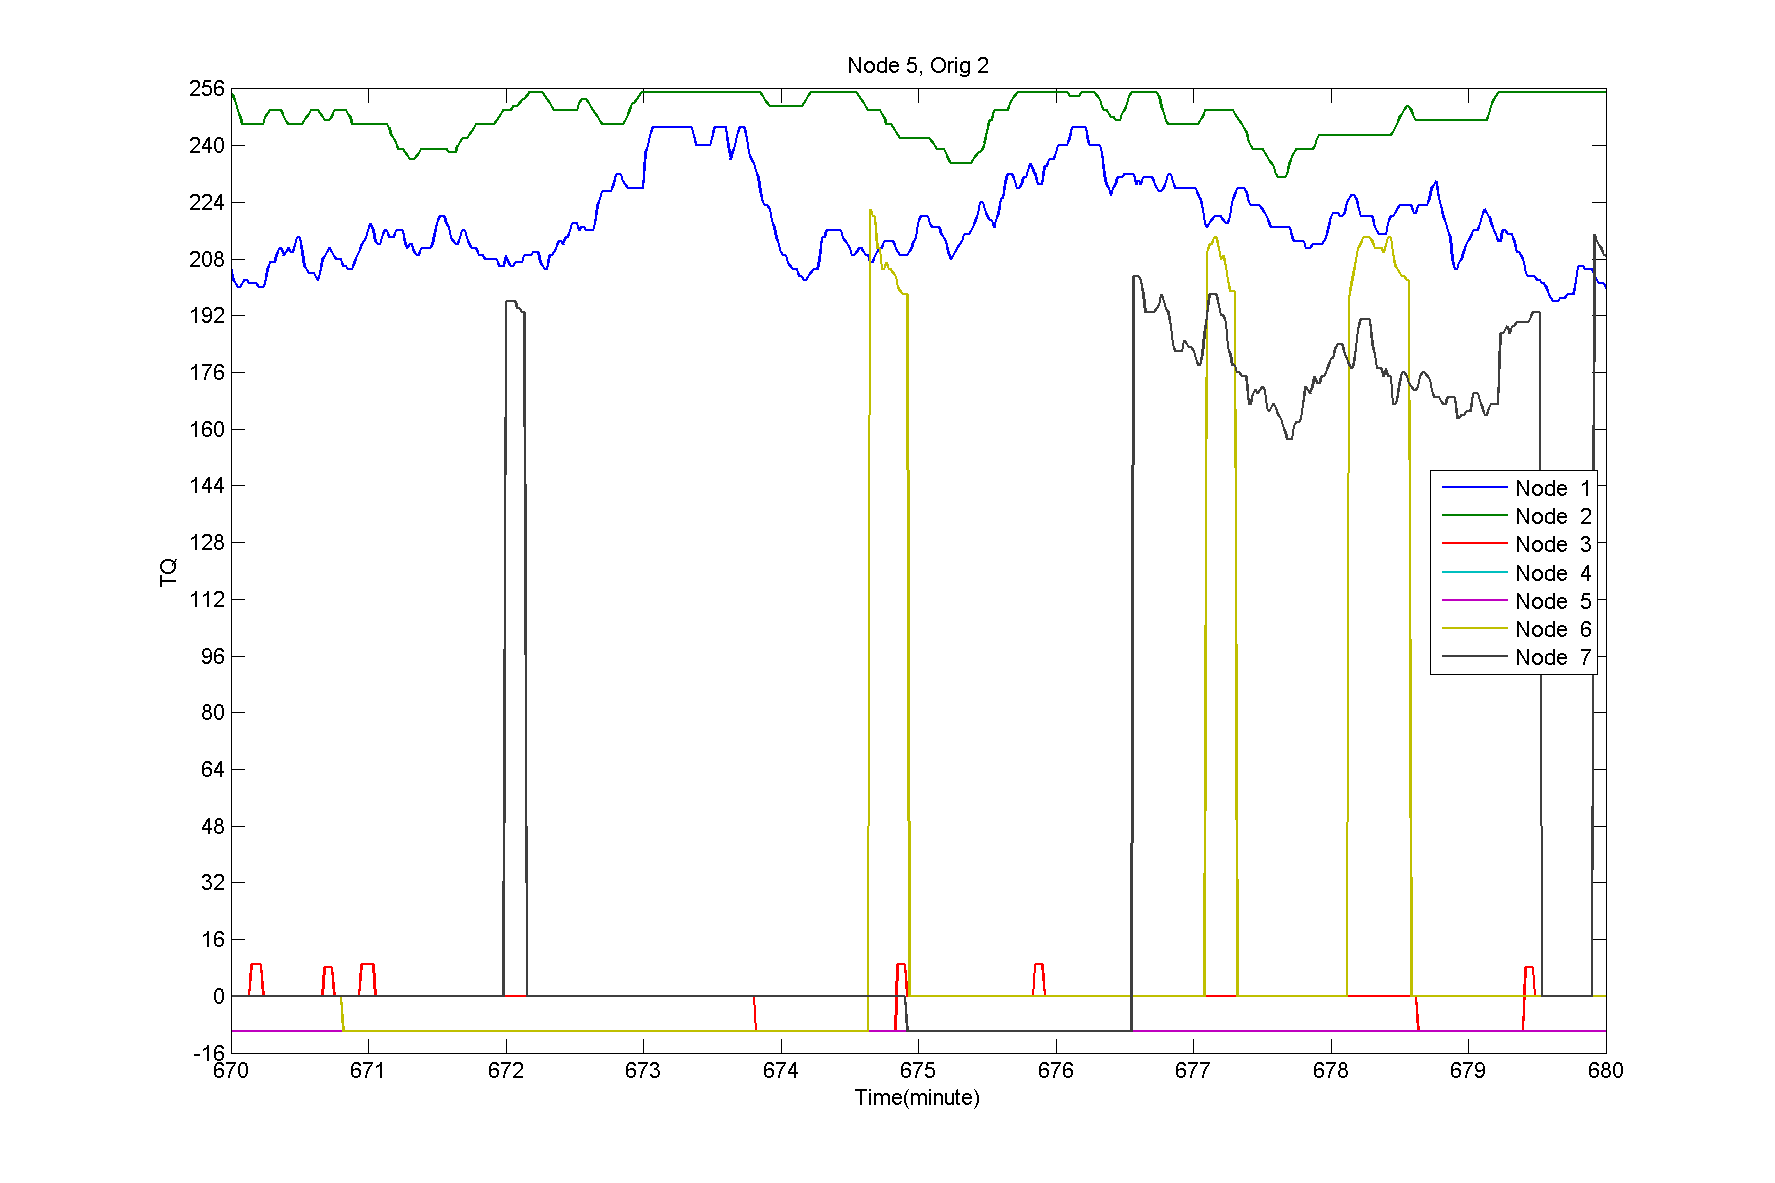 Node 5, Orig 2
256
240
224
208
192
176
160
144
128
112
96
80
64
48
32
16
0
-16
TQ
Node 1
Node 2
Node 3
Node 4
Node 5
Node 6
Node 7
670 671 672 673 674 675 676 677 678 679 680
Time(minute)